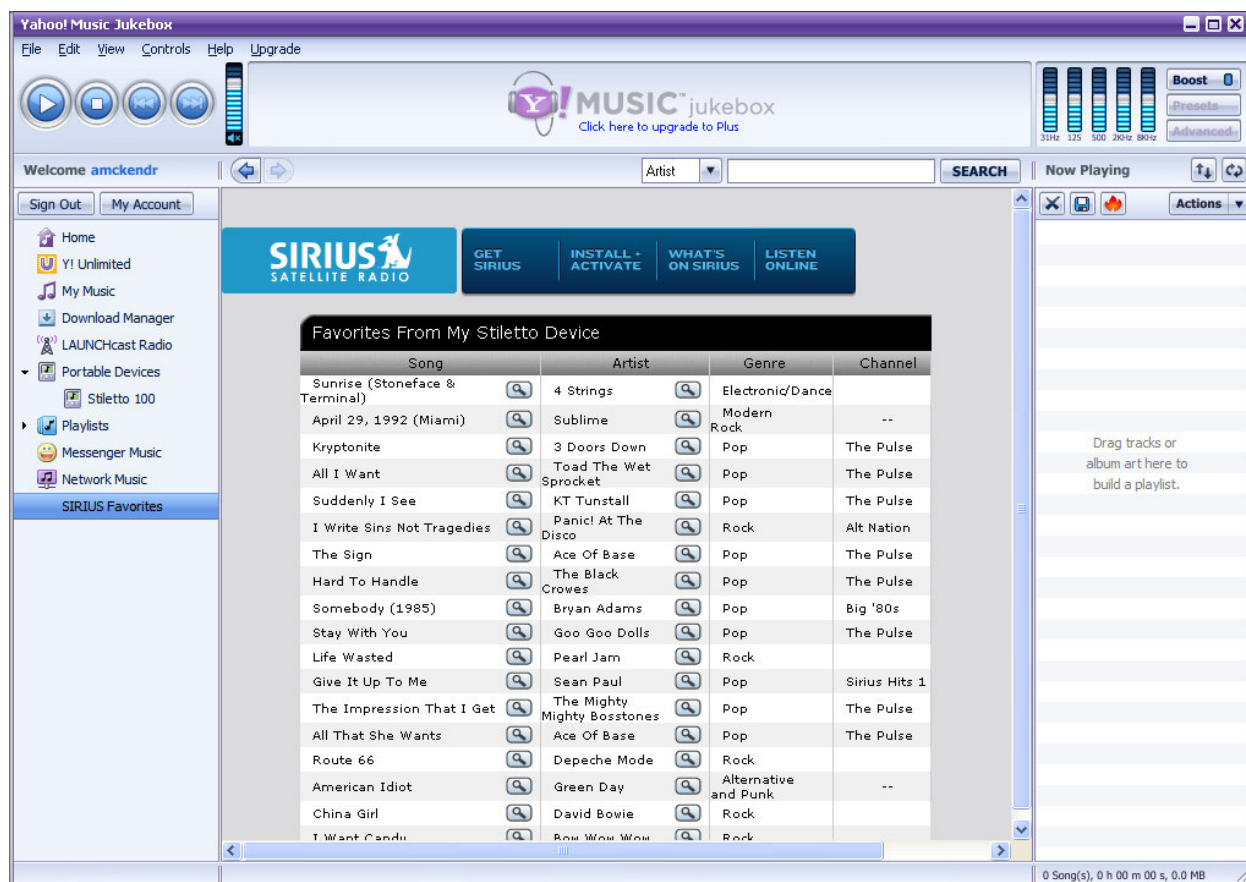 Yahoo! Music Jukebox
File Edit View Controls Help Upgrade
Y! MUSIC™ jukebox
Click here to upgrade to Plus
31Hz 125 500 2KHz 8KHz
Boost
Presets
Advanced
Welcome amckendr
Artist
SEARCH
Now Playing
Sign Out My Account
Actions
Home
Y! Unlimited
My Music
Download Manager
LAUNCHcast Radio
Portable Devices
Stiletto 100
Playlists
Messenger Music
Network Music
SIRIUS Favorites
SIRIUS
SATELLITE RADIO
GET
SIRIUS
INSTALL +
ACTIVATE
WHAT'S
ON SIRIUS
LISTEN
ONLINE
Favorites From My Stiletto Device
Song Artist Genre Channel
Sunrise (Stoneface &
Terminal)
4 Strings Electronic/Dance
April 29, 1992 (Miami) Sublime Modern
Rock
--
Kryptonite 3 Doors Down Pop The Pulse
All I Want Toad The Wet
Sprocket
Pop The Pulse
Suddenly I See KT Tunstall Pop The Pulse
I Write Sins Not Tragedies Panic! At The
Disco
Rock Alt Nation
The Sign Ace Of Base Pop The Pulse
Hard To Handle The Black
Crowes
Pop The Pulse
Somebody (1985) Bryan Adams Pop Big '80s
Stay With You Goo Goo Dolls Pop The Pulse
Life Wasted Pearl Jam Rock
Give It Up To Me Sean Paul Pop Sirius Hits 1
The Impression That I Get The Mighty
Mighty Bosstones
Pop The Pulse
All That She Wants Ace Of Base Pop The Pulse
Route 66 Depeche Mode Rock
American Idiot Green Day Alternative
and Punk
--
China Girl David Bowie Rock
I Want Candy Bow Wow Wow Rock
Drag tracks or
album art here to
build a playlist.
0 Song(s), 0 h 00 m 00 s, 0.0 MB